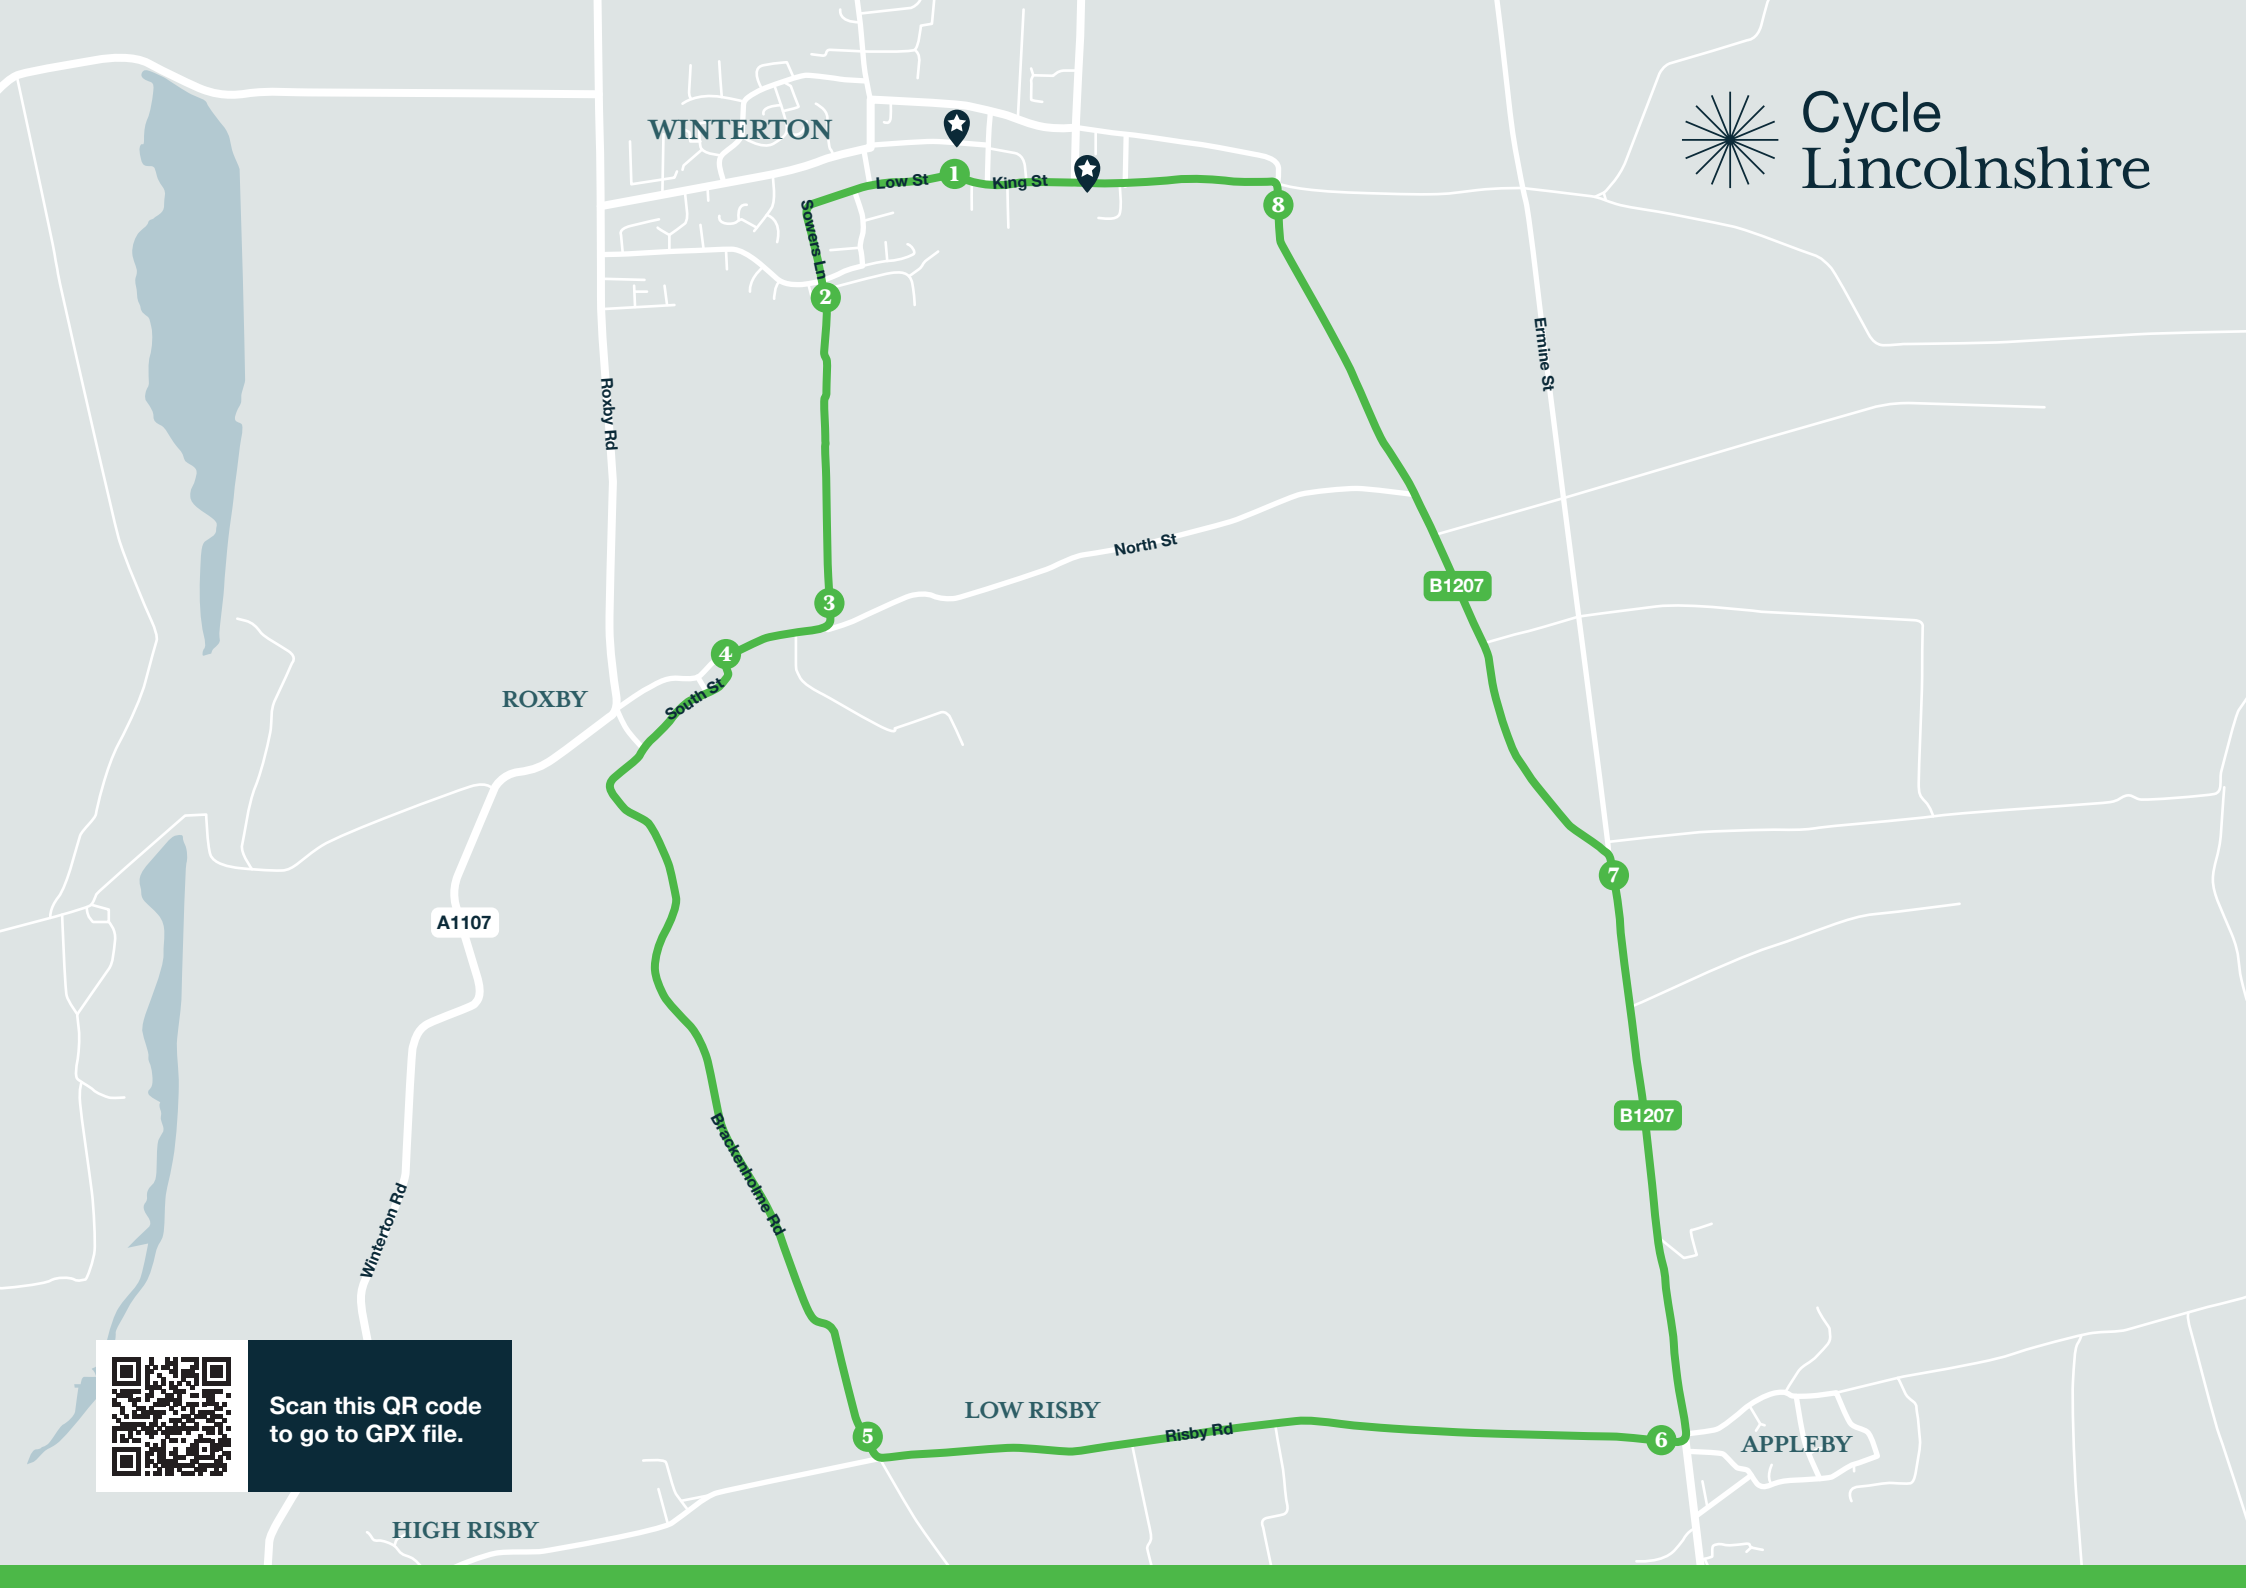 Cycle
Lincolnshire
WINTERTON
1
Low St
King St
8
Sowers Ln
2
Ermine St
Roxby Rd
North St
B1207
3
4
South St
ROXBY
7
A1107
B1207
Brackenholme Rd
Winterton Rd
LOW RISBY
5
Risby Rd
6
APPLEBY
Scan this QR code
to go to GPX file.
HIGH RISBY